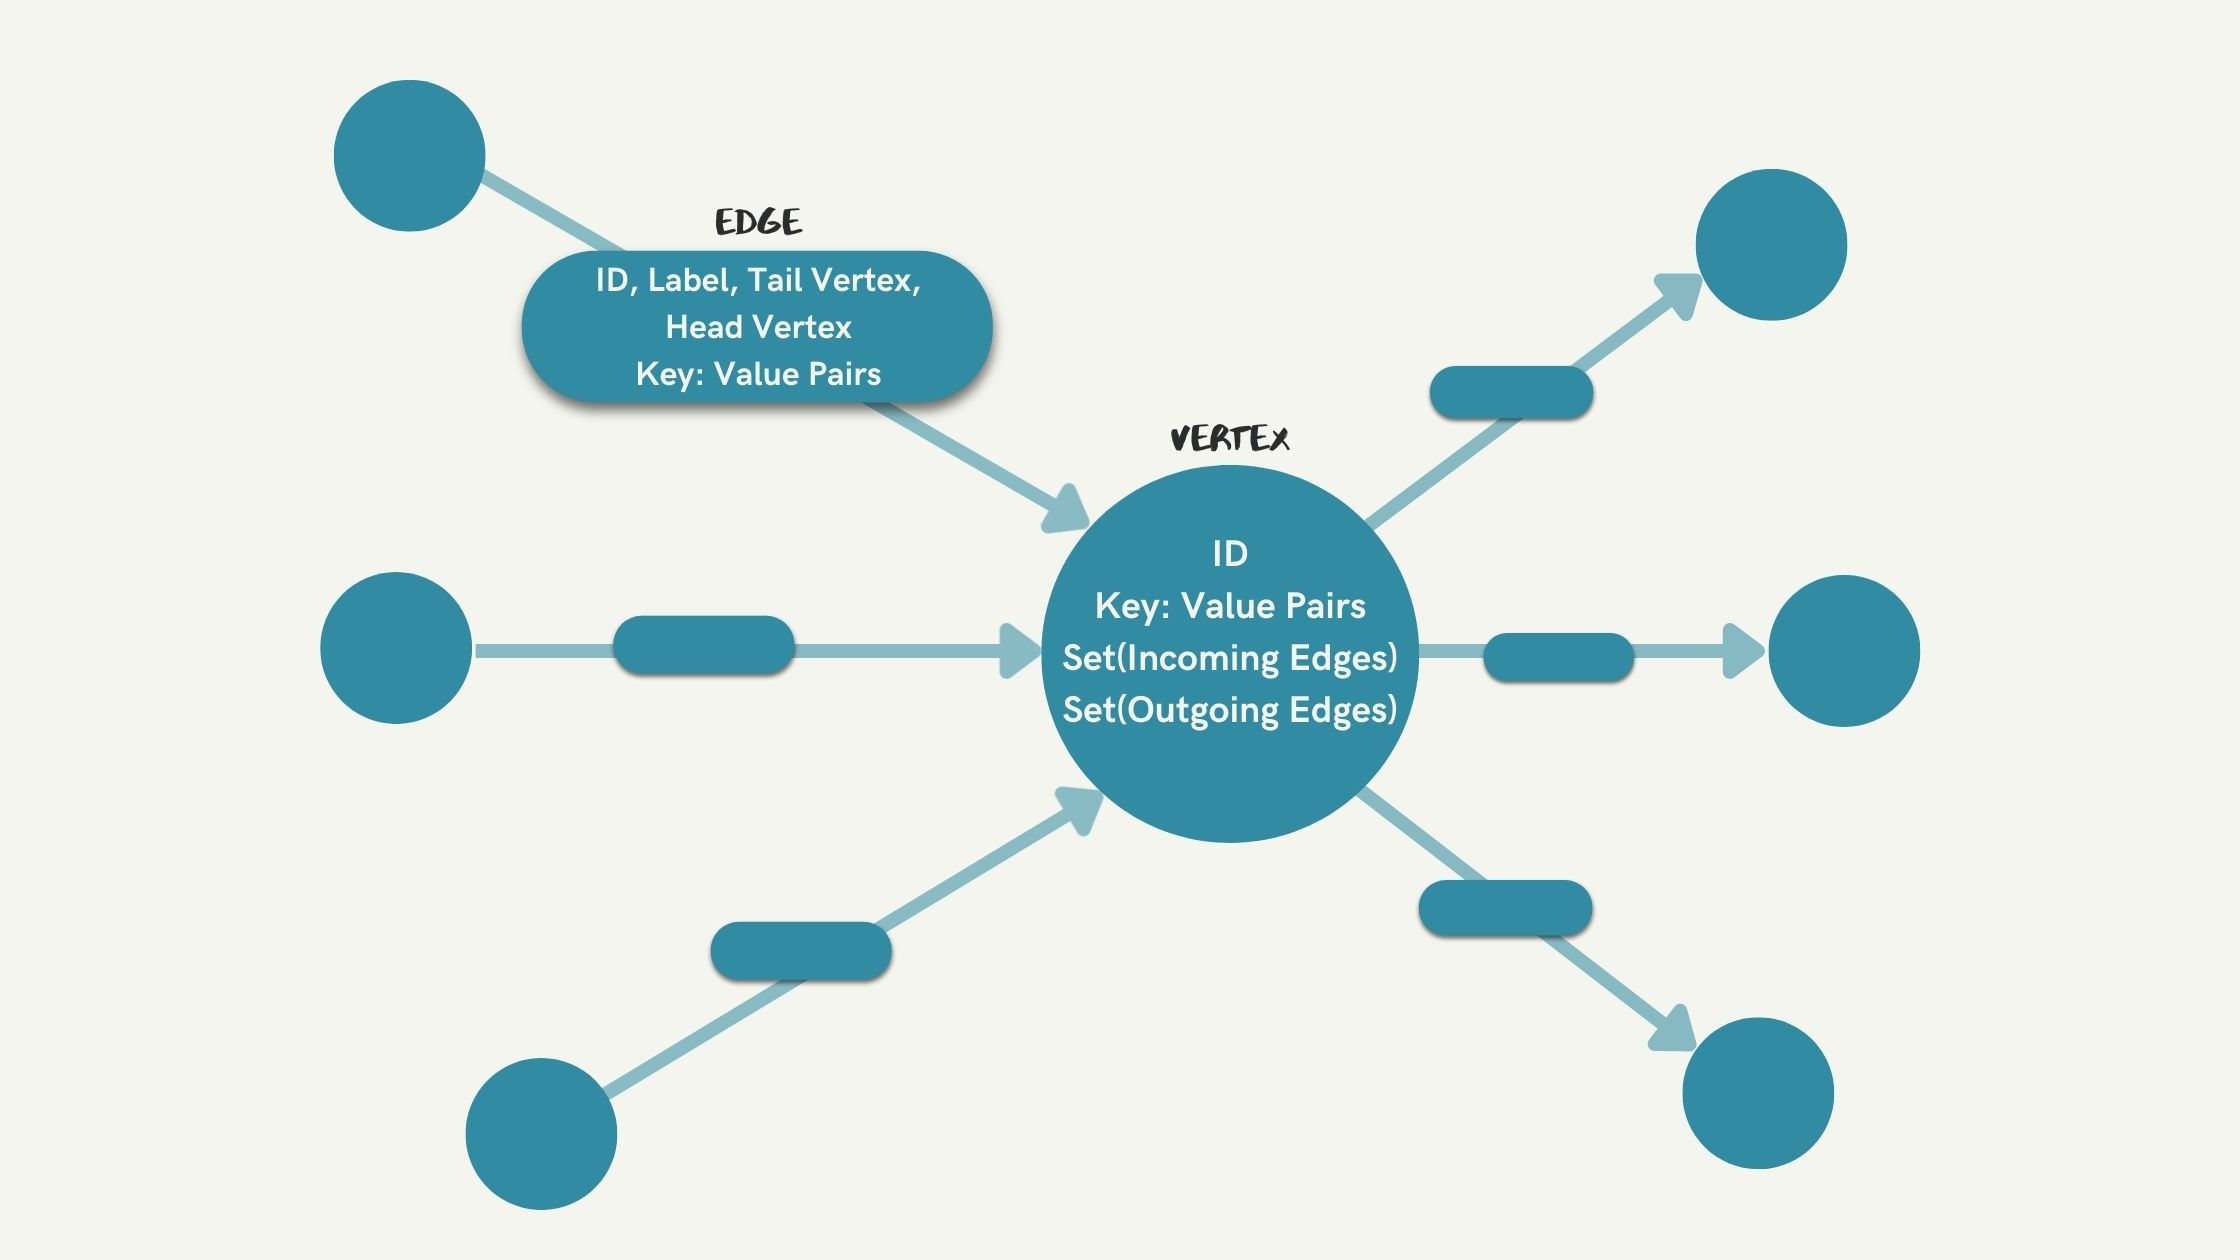 EDGE
ID, Label, Tail Vertex,
Head Vertex
Key: Value Pairs
VERTEX
ID
Key: Value Pairs
Set(Incoming Edges)
Set(Outgoing Edges)